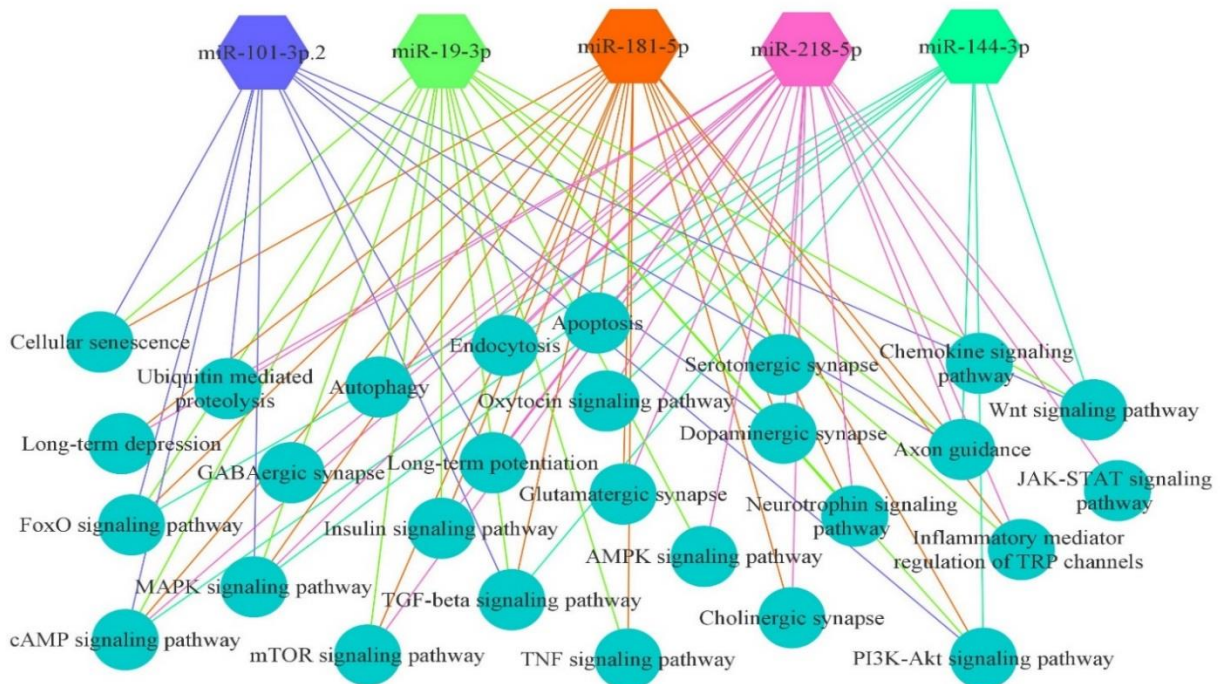 miR-101-3p.2
miR-19-3p
miR-181-5p
miR-218-5p
miR-144-3p
Cellular senescence
Ubiquitin mediated
proteolysis
Autophagy
Endocytosis
Apoptosis
Oxytocin signaling pathway
Serotonergic synapse
Chemokine signaling
pathway
Wnt signaling pathway
Long-term depression
GABAergic synapse
Long-term potentiation
Glutamatergic synapse
Dopaminergic synapse
Axon guidance
JAK-STAT signaling
pathway
FoxO signaling pathway
MAPK signaling pathway
Insulin signaling pathway
TGF-beta signaling pathway
AMPK signaling pathway
Neurotrophin signaling
pathway
Inflammatory mediator
regulation of TRP channels
cAMP signaling pathway
mTOR signaling pathway
TNF signaling pathway
Cholinergic synapse
PI3K-Akt signaling pathway